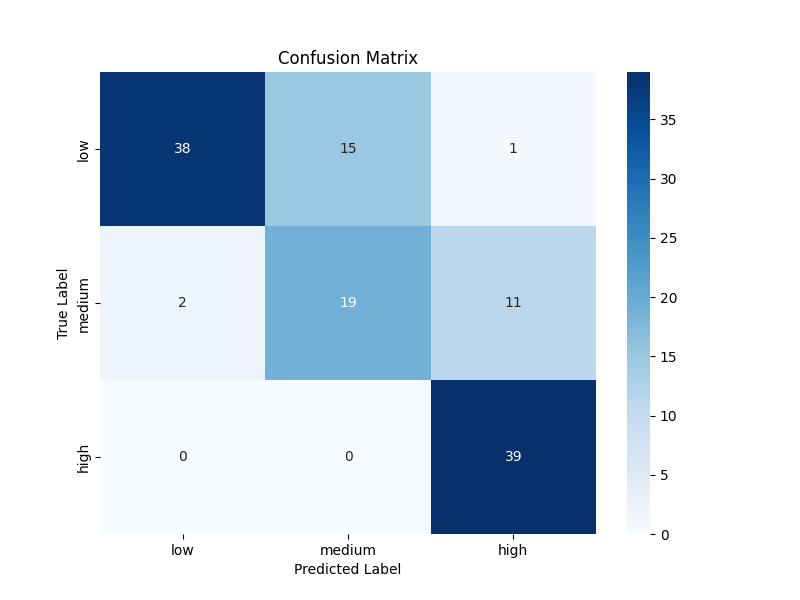 Confusion Matrix
True Label
low
38 15 1
medium
2 19 11
high
0 0 39
low medium high
Predicted Label
35
30
25
20
15
10
5
0